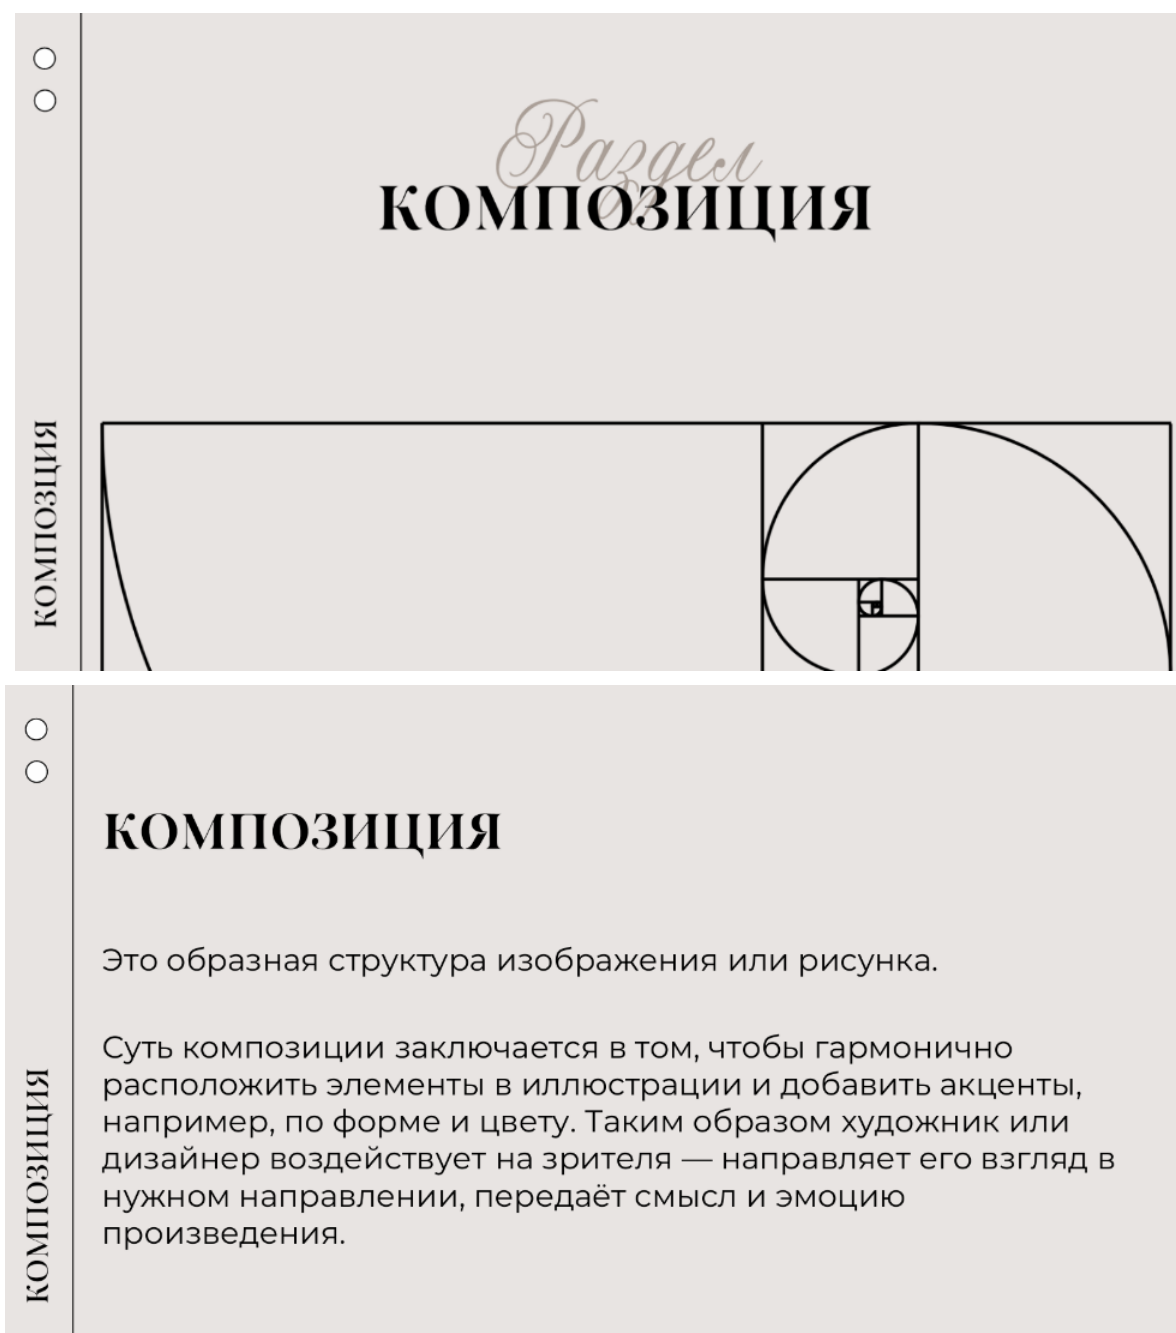 Раздел
КОМПОЗИЦИЯ
КОМПОЗЦИЯ
КОМПОЗИЦИЯ
Это образная структура изображения или рисунка.
Суть композиции заключается в том, чтобы гармонично
расположить элементы в иллюстрации и добавить акценты,
например, по форме и цвету. Таким образом художник или
дизайнер воздействует на зрителя — направляет его взгляд в
нужном направлении, передаёт смысл и эмоцию
произведения.
КОМПОЗИЦИЯ